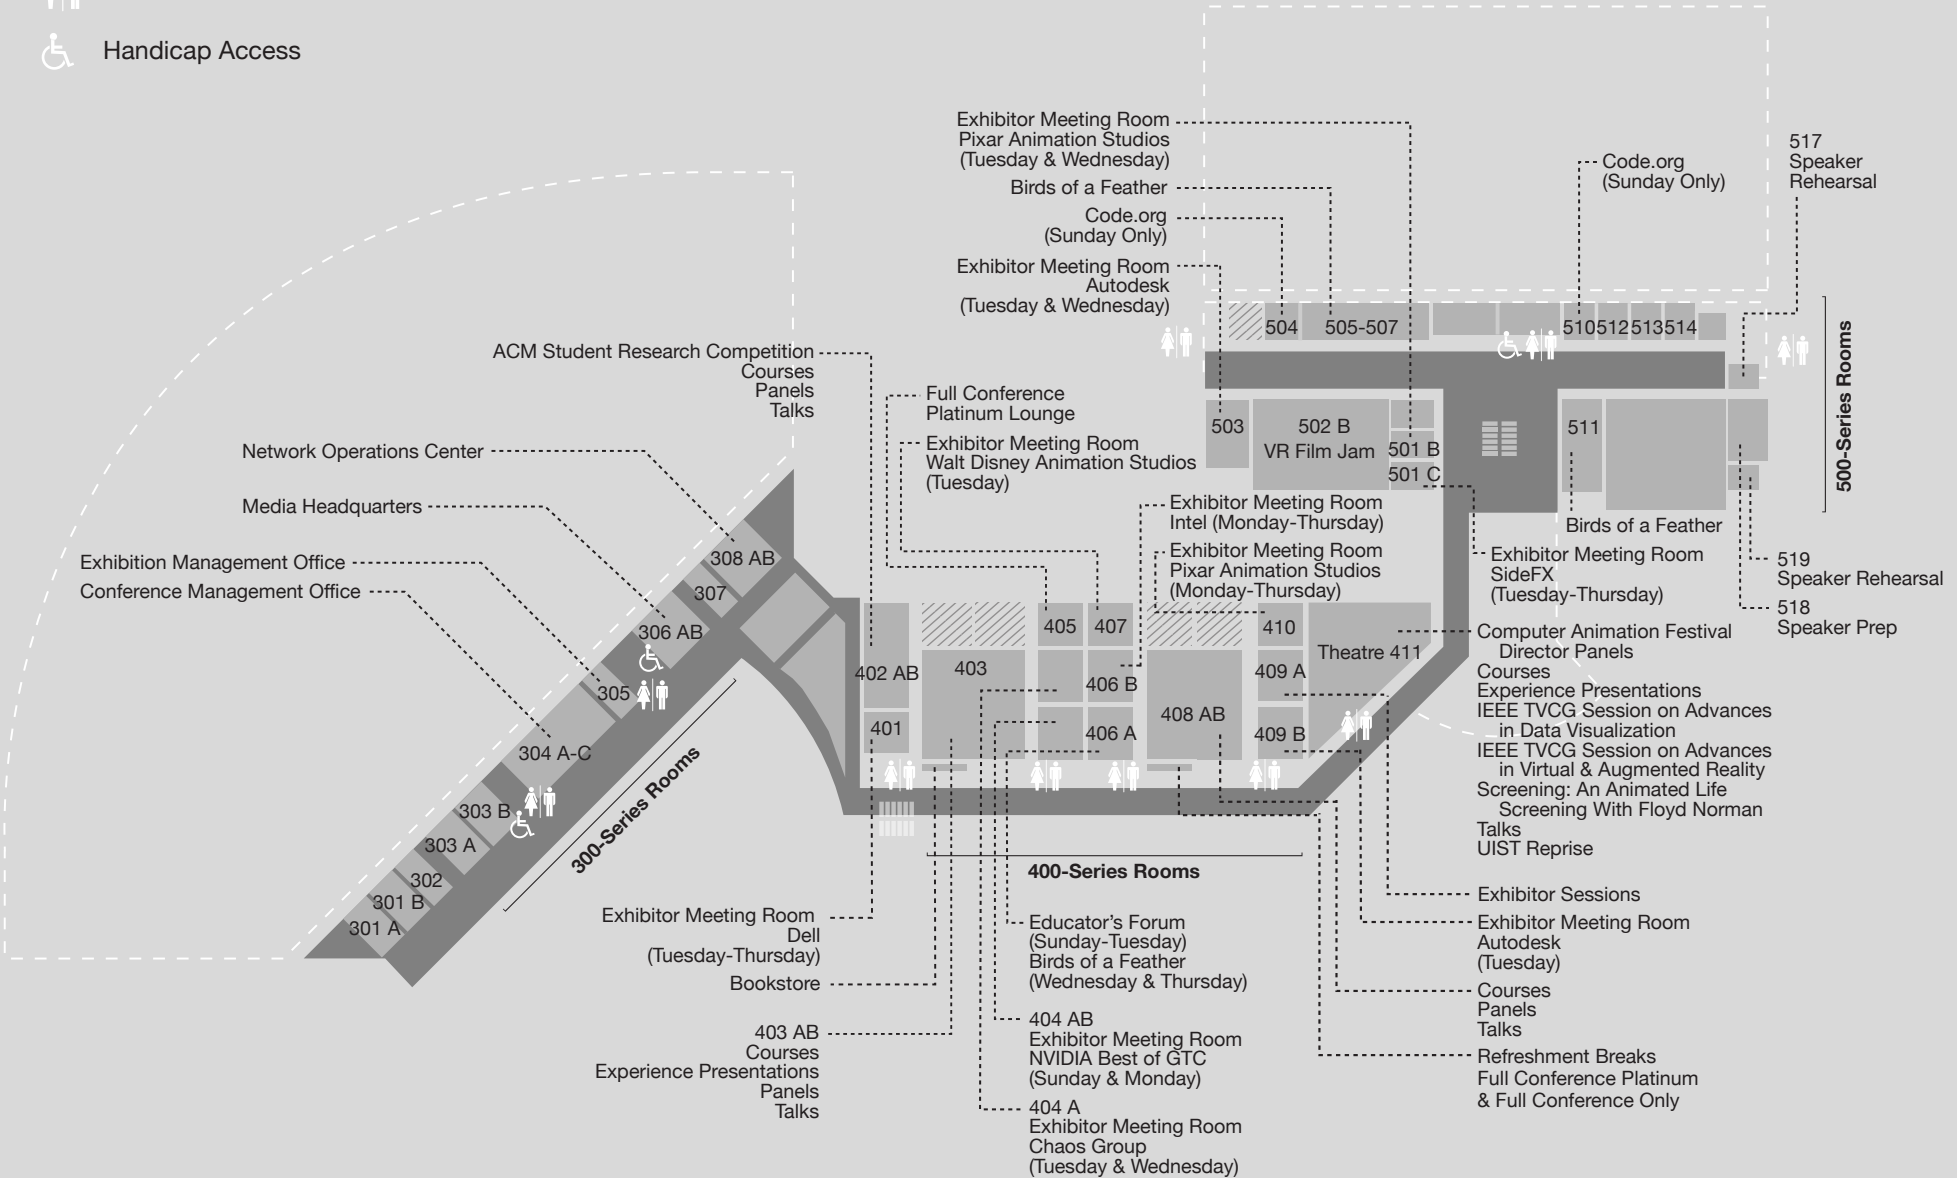 Handicap Access
Exhibitor Meeting Room
Pixar Animation Studios
(Tuesday & Wednesday)
Birds of a Feather
Code.org
(Sunday Only)
Exhibitor Meeting Room
Autodesk
(Tuesday & Wednesday)
Code.org
(Sunday Only)
517
Speaker
Rehearsal
504
505-507
510
512
513
514
503
502 B
VR Film Jam
501 B
501 C
511
500-Series Rooms
Birds of a Feather
519
Speaker Rehearsal
518
Speaker Prep
ACM Student Research Competition
Courses
Panels
Talks
Full Conference
Platinum Lounge
Exhibitor Meeting Room
Walt Disney Animation Studios
(Tuesday)
Exhibitor Meeting Room
Intel (Monday-Thursday)
Exhibitor Meeting Room
Pixar Animation Studios
(Monday-Thursday)
Exhibitor Meeting Room
SideFX
(Tuesday-Thursday)
Network Operations Center
Media Headquarters
Exhibition Management Office
Conference Management Office
308 AB
307
306 AB
305
304 A-C
303 B
303 A
302
301 B
301 A
300-Series Rooms
402 AB
401
403
405
407
406 B
406 A
408 AB
410
409 A
409 B
Theatre 411
400-Series Rooms
Computer Animation Festival
Director Panels
Courses
Experience Presentations
IEEE TVCG Session on Advances
in Data Visualization
IEEE TVCG Session on Advances
in Virtual & Augmented Reality
Screening: An Animated Life
Screening With Floyd Norman
Talks
UIST Reprise
Exhibitor Sessions
Exhibitor Meeting Room
Autodesk
(Tuesday)
Courses
Panels
Talks
Refreshment Breaks
Full Conference Platinum
& Full Conference Only
Exhibitor Meeting Room
Dell
(Tuesday-Thursday)
Bookstore
403 AB
Courses
Experience Presentations
Panels
Talks
Educator’s Forum
(Sunday-Tuesday)
Birds of a Feather
(Wednesday & Thursday)
404 AB
Exhibitor Meeting Room
NVIDIA Best of GTC
(Sunday & Monday)
404 A
Exhibitor Meeting Room
Chaos Group
(Tuesday & Wednesday)